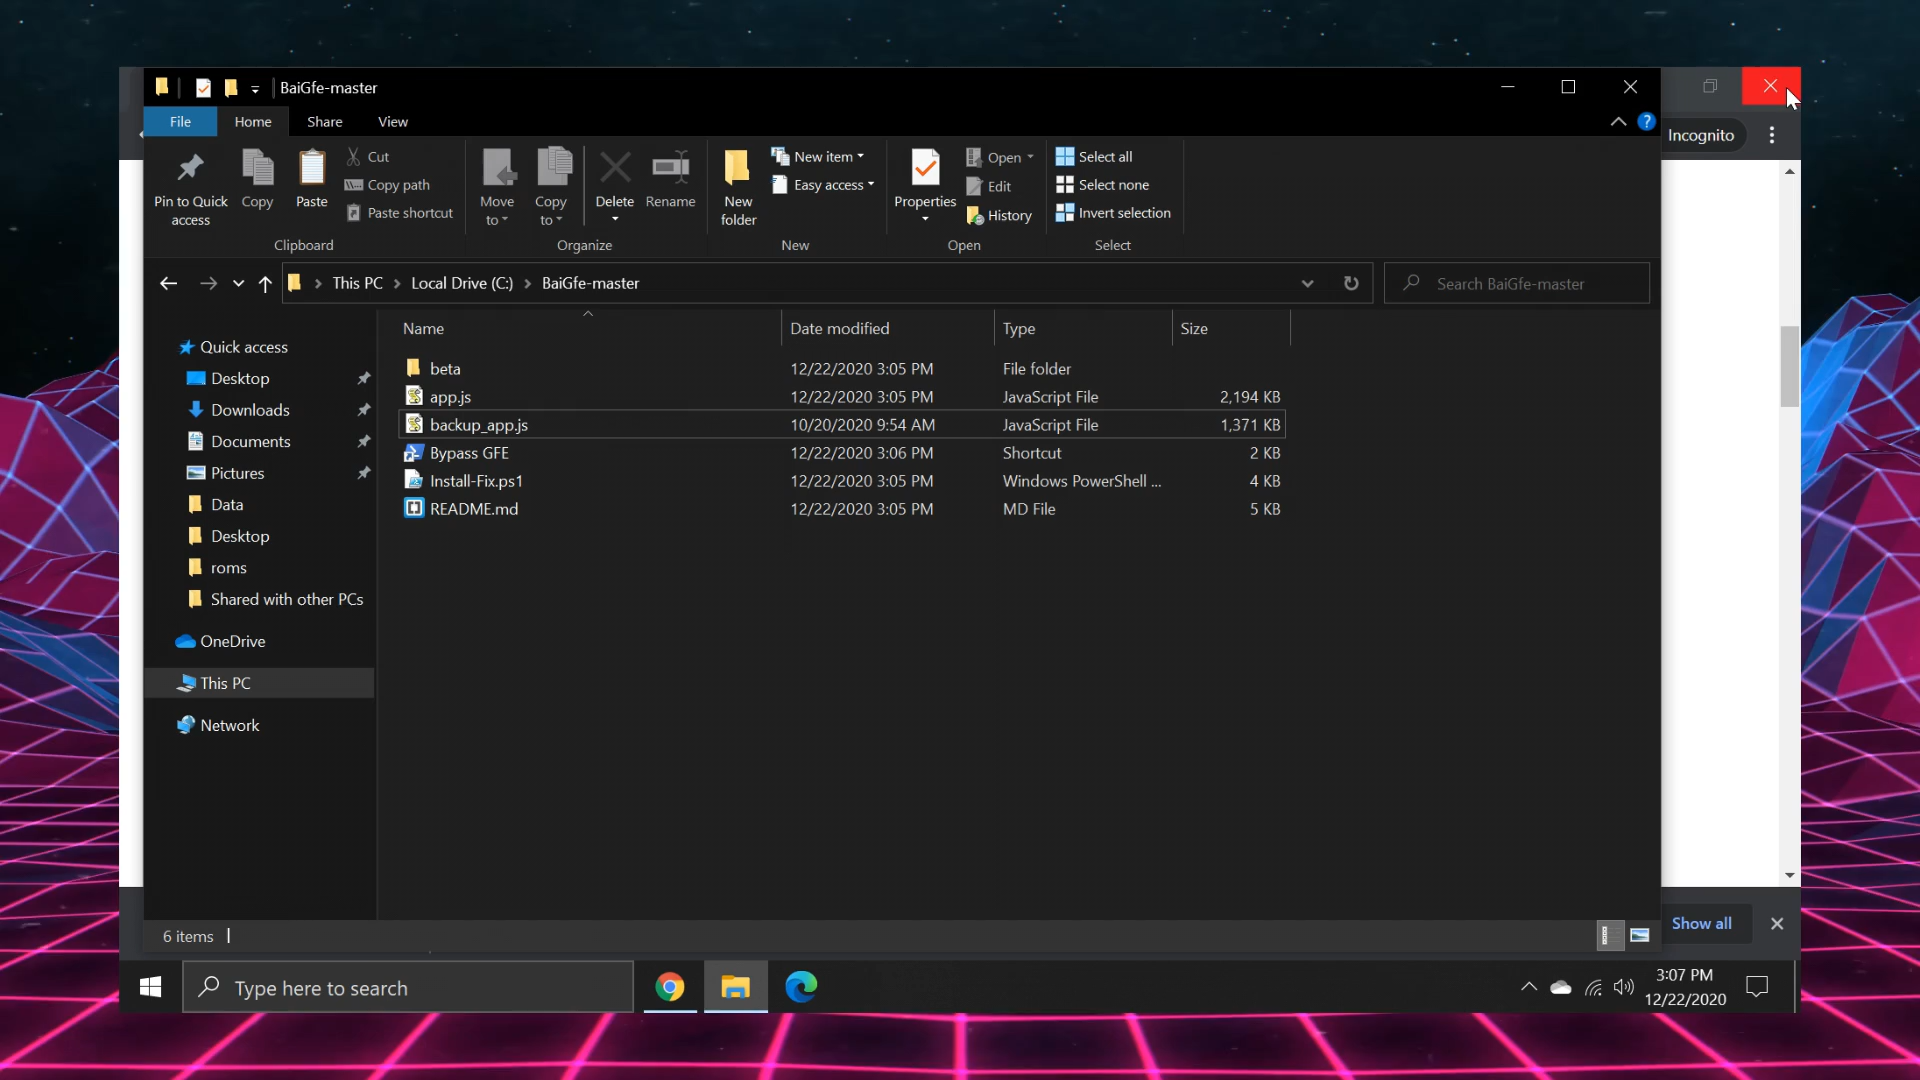 BaiGfe-master
File Home Share View
Incognito
Pin to Quick access
Copy
Paste
Cut
Copy path
Paste shortcut
Clipboard
Move to
Copy to
Delete
Rename
Organize
New folder
New item
Easy access
New
Properties
Open
Edit
History
Open
Select all
Select none
Invert selection
Select
This PC Local Drive (C:) BaiGfe-master
Search BaiGfe-master
Name Date modified Type Size
beta 12/22/2020 3:05 PM File folder
app.js 12/22/2020 3:05 PM JavaScript File 2,194 KB
backup_app.js 10/20/2020 9:54 AM JavaScript File 1,371 KB
Bypass GFE 12/22/2020 3:06 PM Shortcut 2 KB
Install-Fix.ps1 12/22/2020 3:05 PM Windows PowerShell ... 4 KB
README.md 12/22/2020 3:05 PM MD File 5 KB
Quick access
Desktop
Downloads
Documents
Pictures
Data
Desktop
roms
Shared with other PCs
OneDrive
This PC
Network
6 items
Show all
Type here to search
3:07 PM
12/22/2020